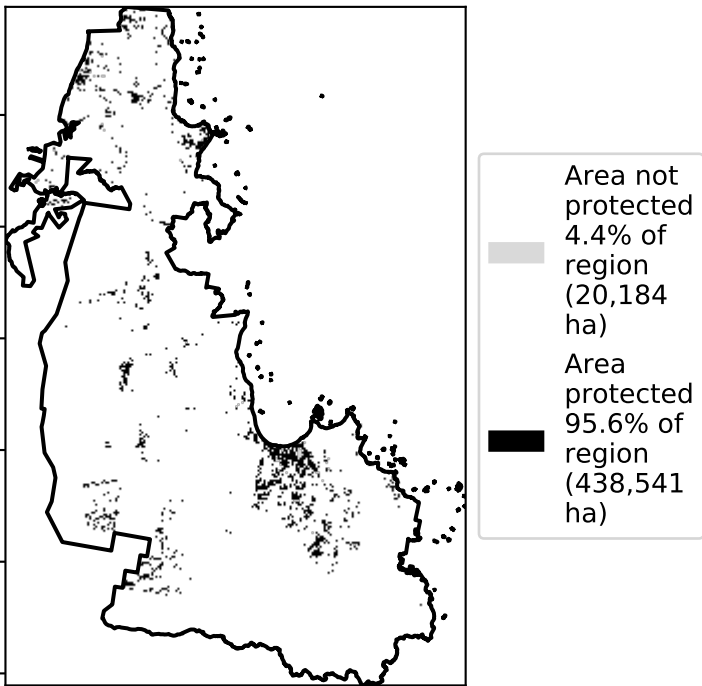 Area not
protected
4.4% of
region
(20,184
ha)
Area
protected
95.6% of
region
(438,541
ha)